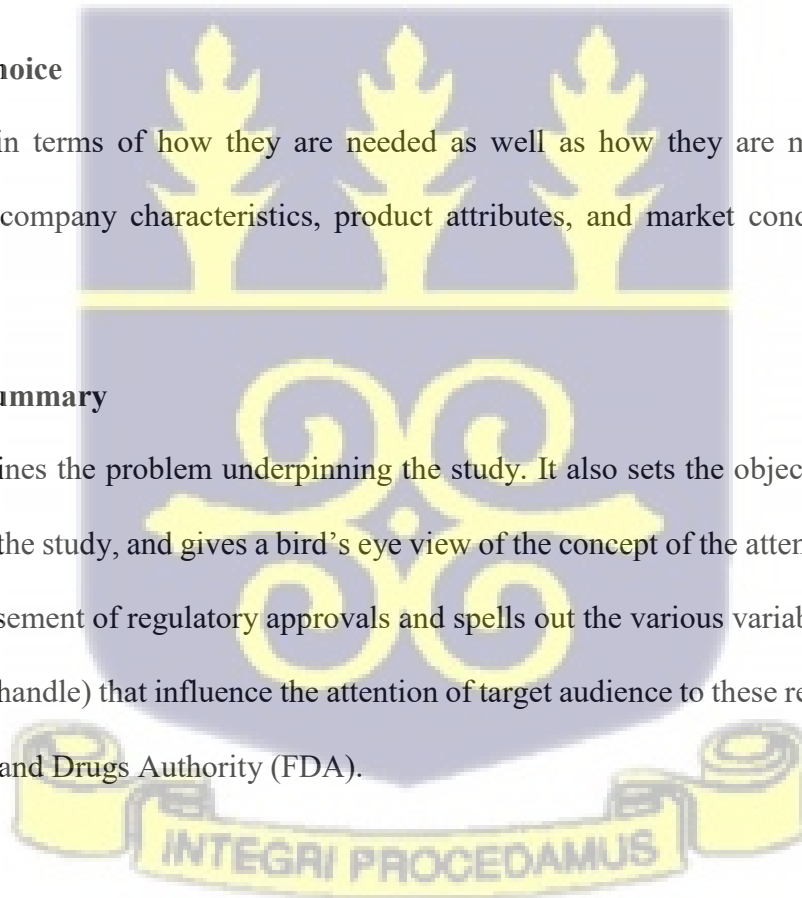 hoice
in terms of how they are needed as well as how they are m
company characteristics, product attributes, and market cond
ummary
ines the problem underpinning the study. It also sets the objec
the study, and gives a bird’s eye view of the concept of the atten
sement of regulatory approvals and spells out the various variab
handle) that influence the attention of target audience to these re
and Drugs Authority (FDA).
INTEGRI PROCEDAMUS